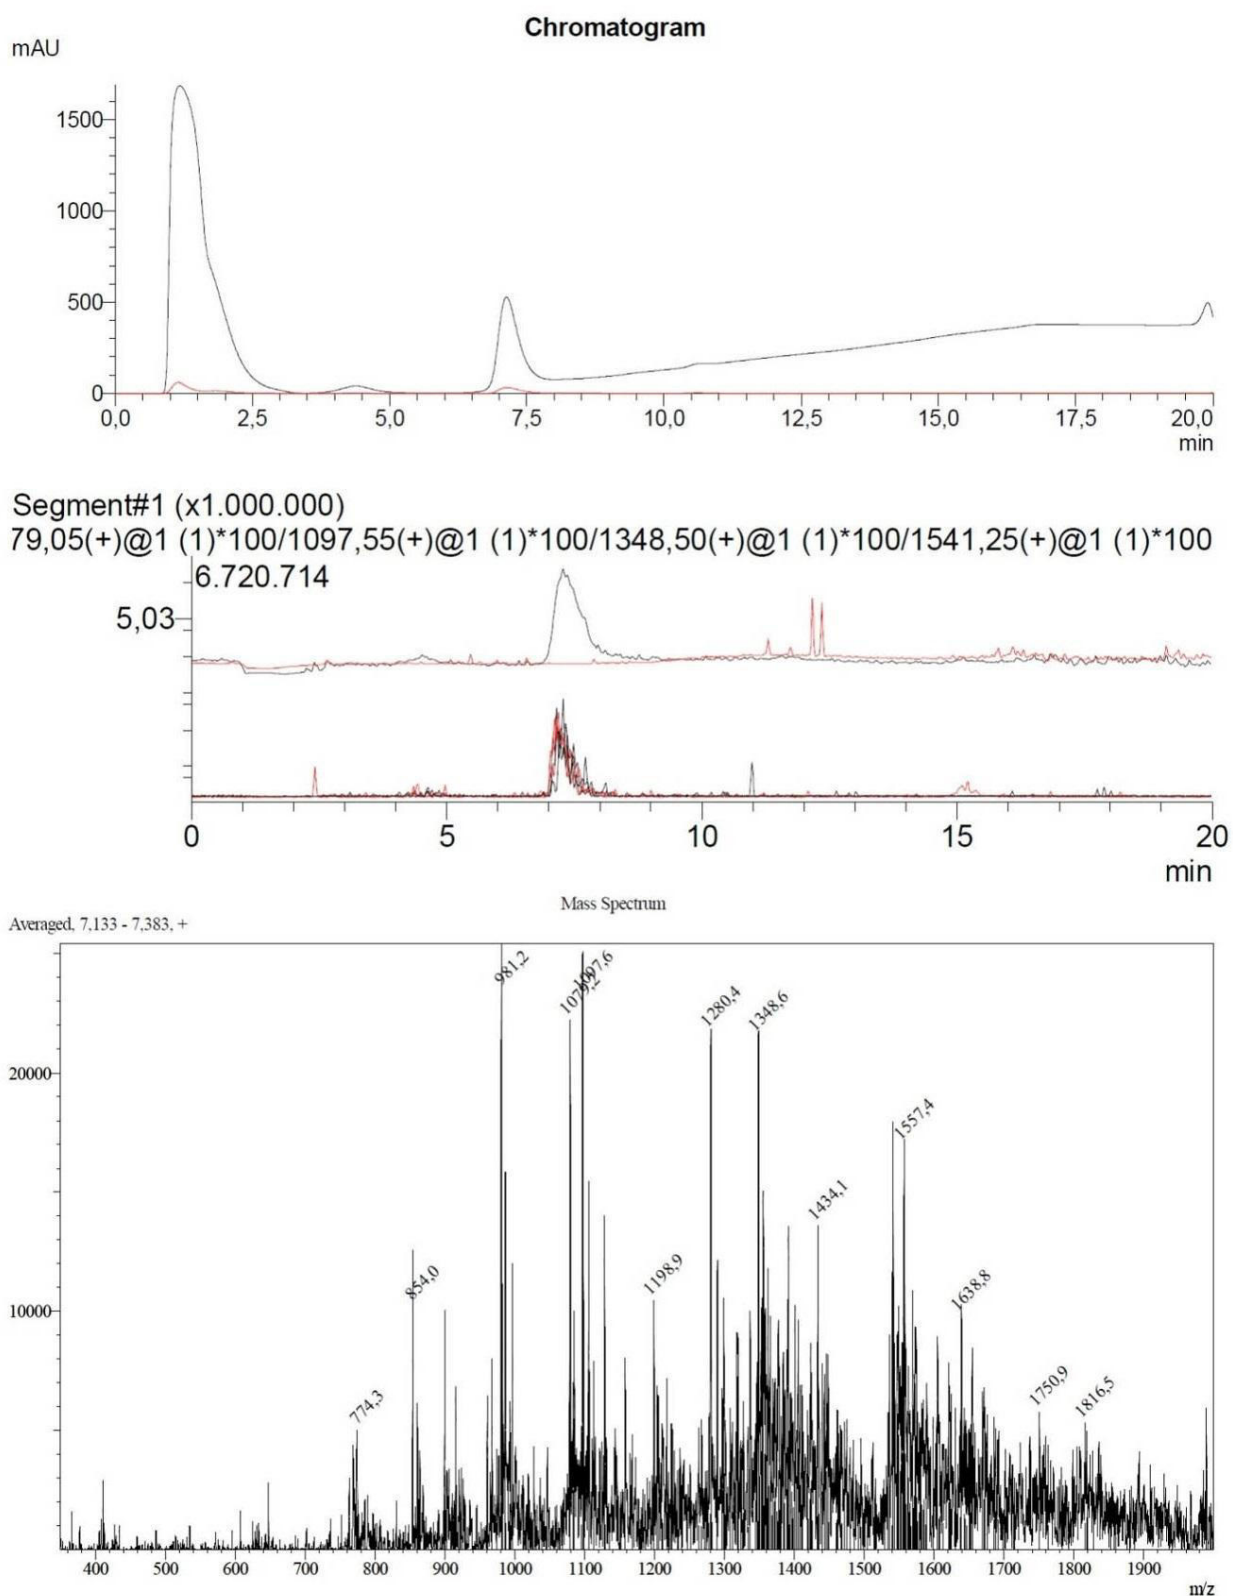 Chromatogram
mAU
1500
1000
500
0
0,0 2,5 5,0 7,5 10,0 12,5 15,0 17,5 20,0
min
Segment#1 (x1.000.000)
79,05(+)@1 (1)*100/1097,55(+)@1 (1)*100/1348,50(+)@1 (1)*100/1541,25(+)@1 (1)*100
6.720.714
5,03
0 5 10 15 20
min
Mass Spectrum
Averaged, 7,133 - 7,383, +
981,2
1097,6
1079,2
1280,4
1348,6
20000
1557,4
1434,1
1198,9
10000
854,0
1638,8
774,3
1750,9
1816,5
400 500 600 700 800 900 1000 1100 1200 1300 1400 1500 1600 1700 1800 1900
m/z